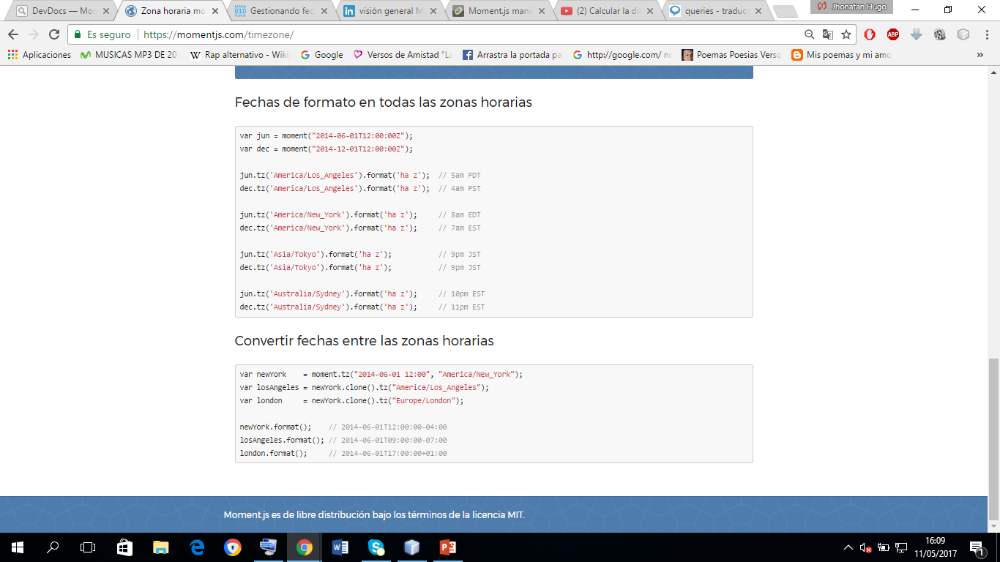 DevDocs — Mon
Zona horaria mo
Gestionando fec
visión general M
Moment.js mani
(2) Calcular la di
queries - traduc
Jhonatan Hugo
Es seguro
https://momentjs.com/timezone/
Aplicaciones
MUSICAS MP3 DE 20
Rap alternativo - Wiki
Google
Versos de Amistad "La
Arrastra la portada pa
http://google.com/ no
Poemas Poesias Verso
Mis poemas y mi amo
»
Fechas de formato en todas las zonas horarias
var jun = moment("2014-06-01T12:00:00Z");
var dec = moment("2014-12-01T12:00:00Z");
jun.tz('America/Los_Angeles').format('ha z');  // 5am PDT
dec.tz('America/Los_Angeles').format('ha z');  // 4am PST
jun.tz('America/New_York').format('ha z');     // 8am EDT
dec.tz('America/New_York').format('ha z');     // 7am EST
jun.tz('Asia/Tokyo').format('ha z');           // 9pm JST
dec.tz('Asia/Tokyo').format('ha z');           // 9pm JST
jun.tz('Australia/Sydney').format('ha z');     // 10pm EST
dec.tz('Australia/Sydney').format('ha z');     // 11pm EST
Convertir fechas entre las zonas horarias
var newYork    = moment.tz("2014-06-01 12:00", "America/New_York");
var losAngeles = newYork.clone().tz("America/Los_Angeles");
var london     = newYork.clone().tz("Europe/London");
newYork.format();    // 2014-06-01T12:00:00-04:00
losAngeles.format(); // 2014-06-01T09:00:00-07:00
london.format();     // 2014-06-01T17:00:00+01:00
Moment.js es de libre distribución bajo los términos de la licencia MIT.
16:09
11/05/2017
1